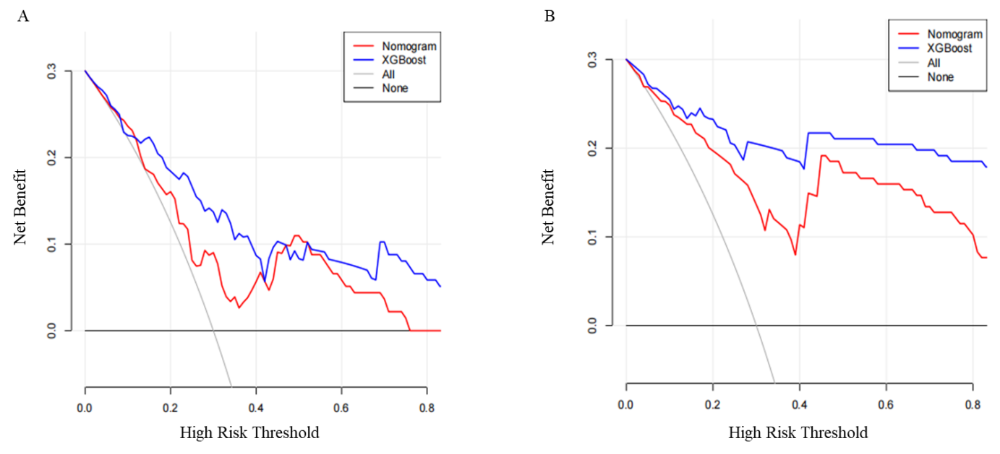 A
Nomogram
XGBoost
All
None
0.3
0.2
0.1
0.0
Net Benefit
0.0 0.2 0.4 0.6 0.8
High Risk Threshold
B
Nomogram
XGBoost
All
None
0.3
0.2
0.1
0.0
Net Benefit
0.0 0.2 0.4 0.6 0.8
High Risk Threshold